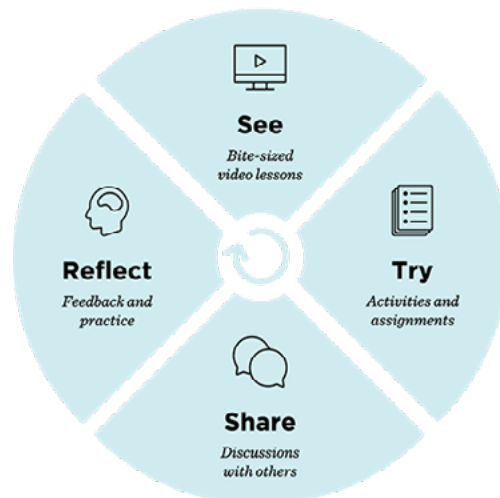 See
Bite-sized
video lessons
Try
Activities and
assignments
Share
Discussions
with others
Reflect
Feedback and
practice